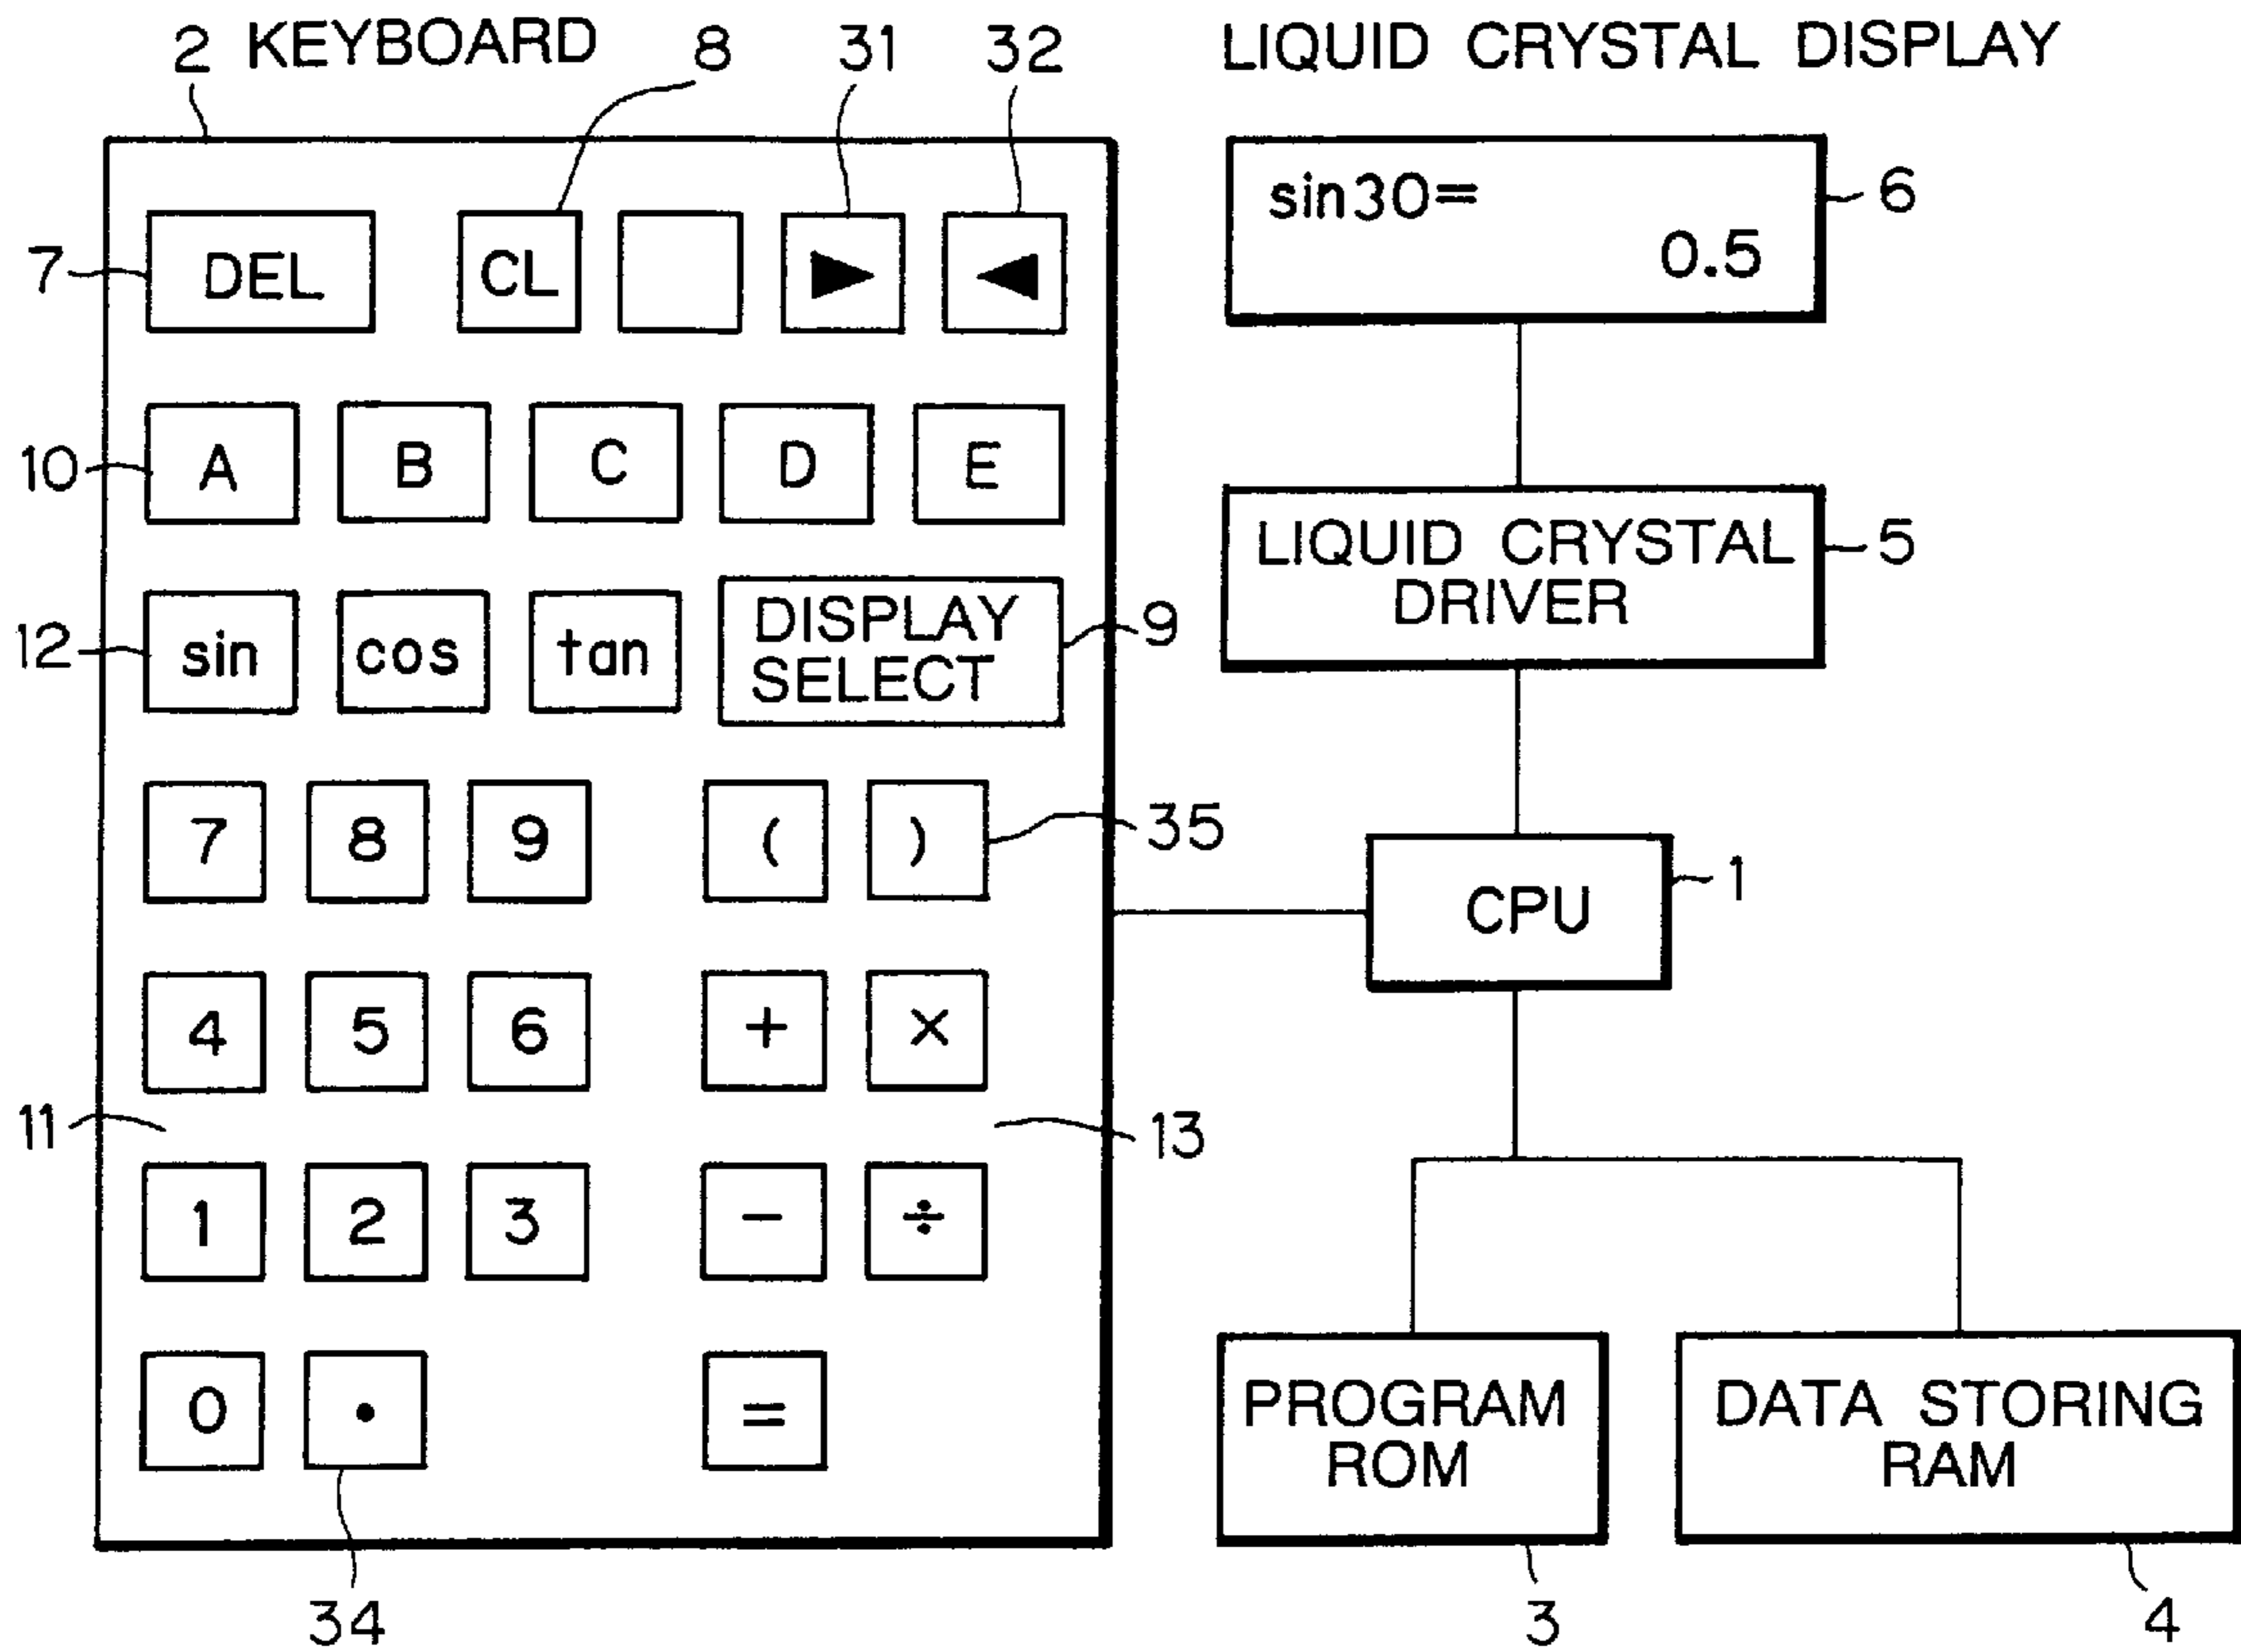 2 KEYBOARD 8 31 32
7 DEL CL ▶ ◀
10 A B C D E
12 sin cos tan DISPLAY SELECT 9
7 8 9 ( ) 35
4 5 6 + ×
11 13
1 2 3 − ÷
0 • =
34
LIQUID CRYSTAL DISPLAY
sin30=
0.5
6
LIQUID CRYSTAL
DRIVER
5
CPU 1
PROGRAM
ROM
3
DATA STORING
RAM
4